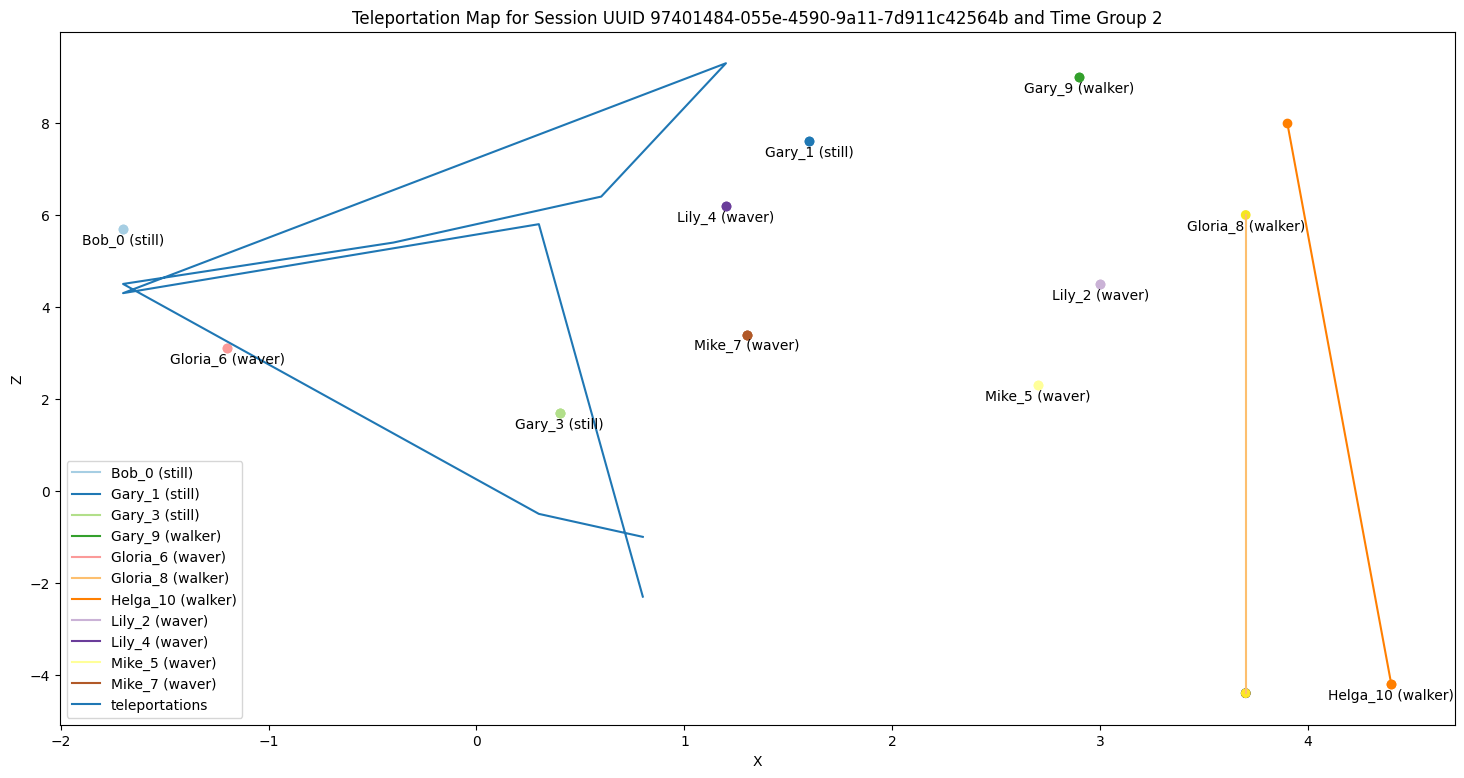 Teleportation Map for Session UUID 97401484-055e-4590-9a11-7d911c42564b and Time Group 2
Gary_9 (walker)
8
Gary_1 (still)
Lily_4 (waver)
6
Gloria_8 (walker)
Bob_0 (still)
Lily_2 (waver)
4
Z
Mike_7 (waver)
Gloria_6 (waver)
2
Mike_5 (waver)
Gary_3 (still)
0
−2
−4
Helga_10 (walker)
Bob_0 (still)
Gary_1 (still)
Gary_3 (still)
Gary_9 (walker)
Gloria_6 (waver)
Gloria_8 (walker)
Helga_10 (walker)
Lily_2 (waver)
Lily_4 (waver)
Mike_5 (waver)
Mike_7 (waver)
teleportations
−2 −1 0 1 2 3 4
X